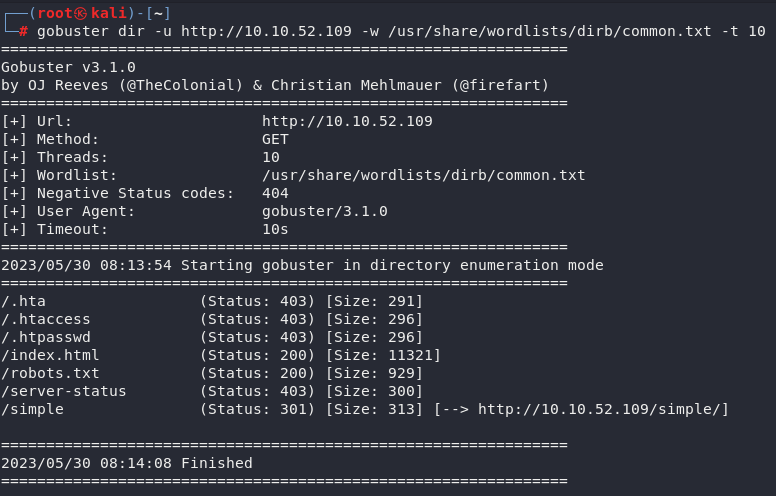 ┌──(root㉿kali)-[~]
└─# gobuster dir -u http://10.10.52.109 -w /usr/share/wordlists/dirb/common.txt -t 10
===============================================================
Gobuster v3.1.0
by OJ Reeves (@TheColonial) & Christian Mehlmauer (@firefart)
===============================================================
[+] Url:                     http://10.10.52.109
[+] Method:                  GET
[+] Threads:                 10
[+] Wordlist:                /usr/share/wordlists/dirb/common.txt
[+] Negative Status codes:   404
[+] User Agent:              gobuster/3.1.0
[+] Timeout:                 10s
===============================================================
2023/05/30 08:13:54 Starting gobuster in directory enumeration mode
===============================================================
/.hta                 (Status: 403) [Size: 291]
/.htaccess            (Status: 403) [Size: 296]
/.htpasswd            (Status: 403) [Size: 296]
/index.html           (Status: 200) [Size: 11321]
/robots.txt           (Status: 200) [Size: 929]
/server-status        (Status: 403) [Size: 300]
/simple               (Status: 301) [Size: 313] [--> http://10.10.52.109/simple/]
===============================================================
2023/05/30 08:14:08 Finished
===============================================================